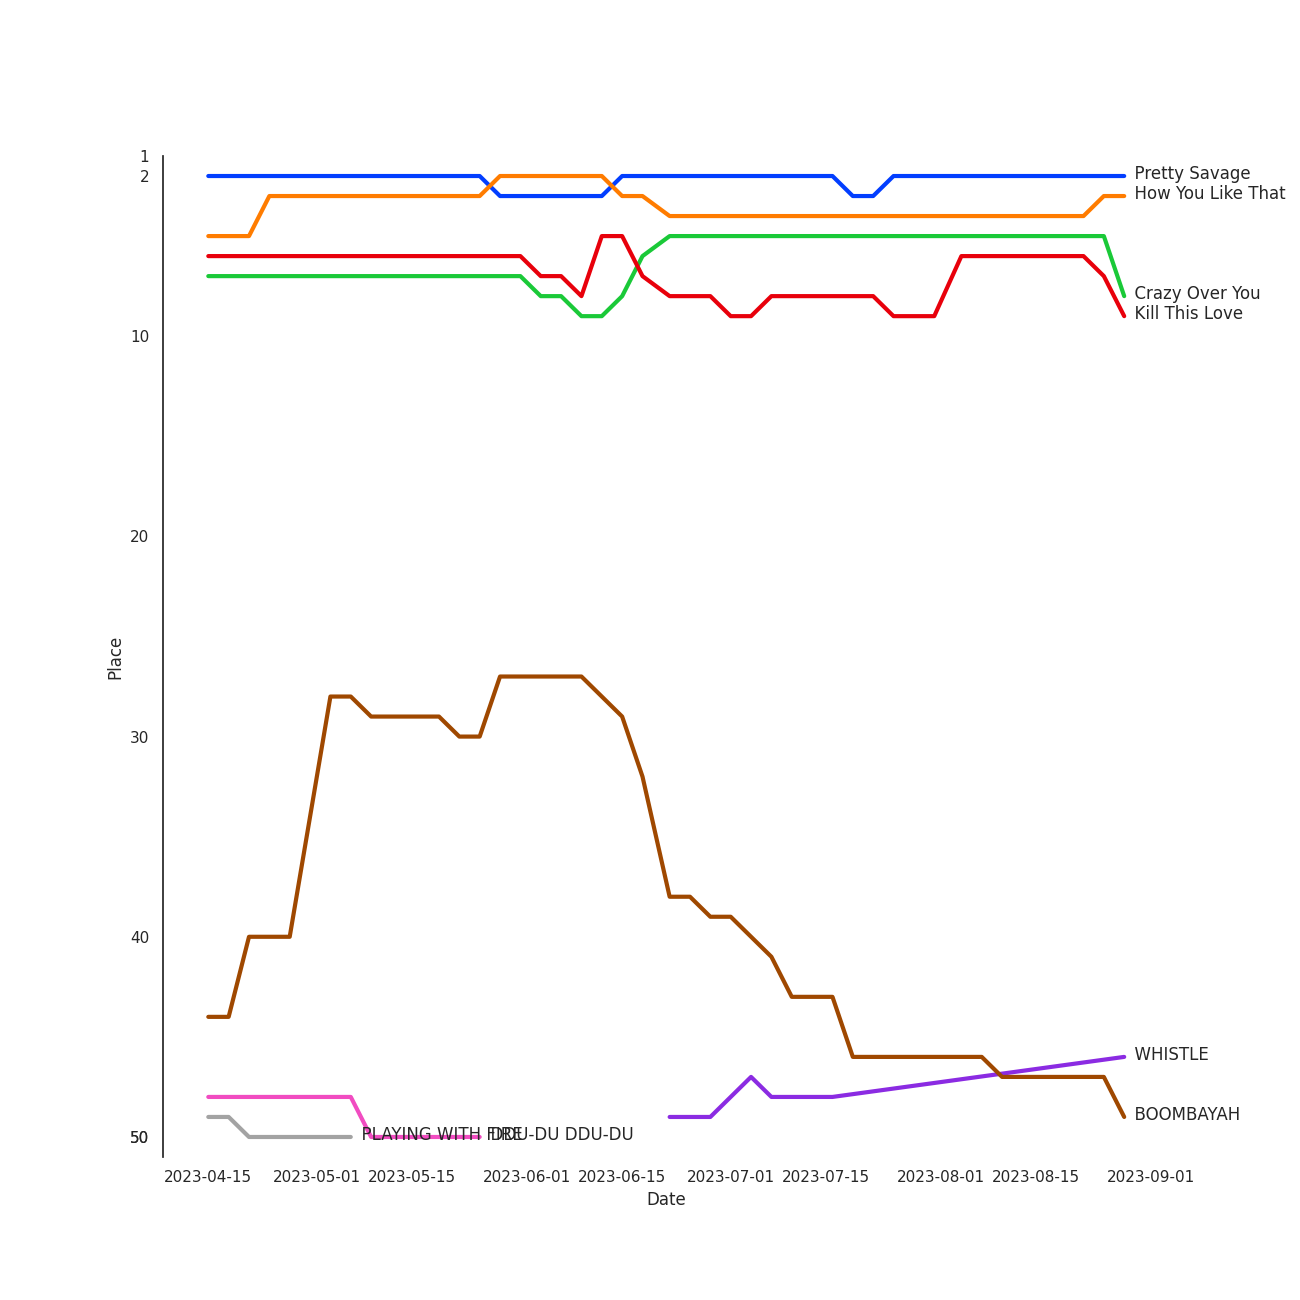 1
2
10
20
30
40
50
Place
Pretty Savage
How You Like That
Crazy Over You
Kill This Love
WHISTLE
BOOMBAYAH
PLAYING WITH FIRE
DDU-DU DDU-DU
2023-04-15
2023-05-01
2023-05-15
2023-06-01
2023-06-15
2023-07-01
2023-07-15
2023-08-01
2023-08-15
2023-09-01
Date